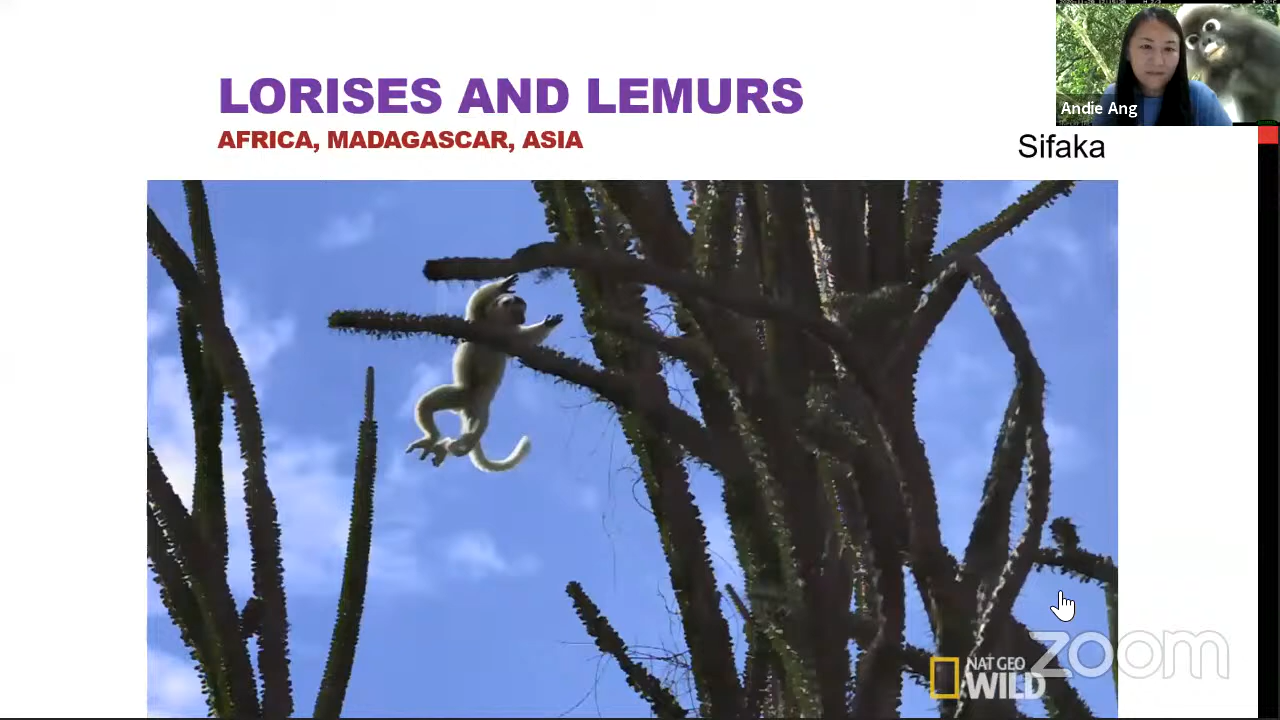 LORISES AND LEMURS
AFRICA, MADAGASCAR, ASIA
Andie Ang
Sifaka
NAT GEO
WILD
zoom